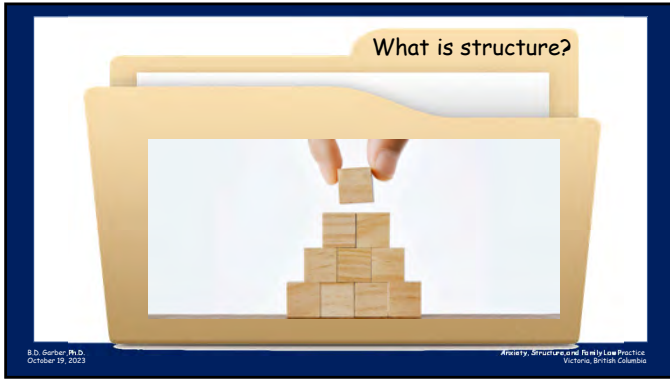 What is structure?
B.D. Garber, Ph.D.
October 19, 2023
Anxiety, Structure, and Family Law Practice
Victoria, British Columbia